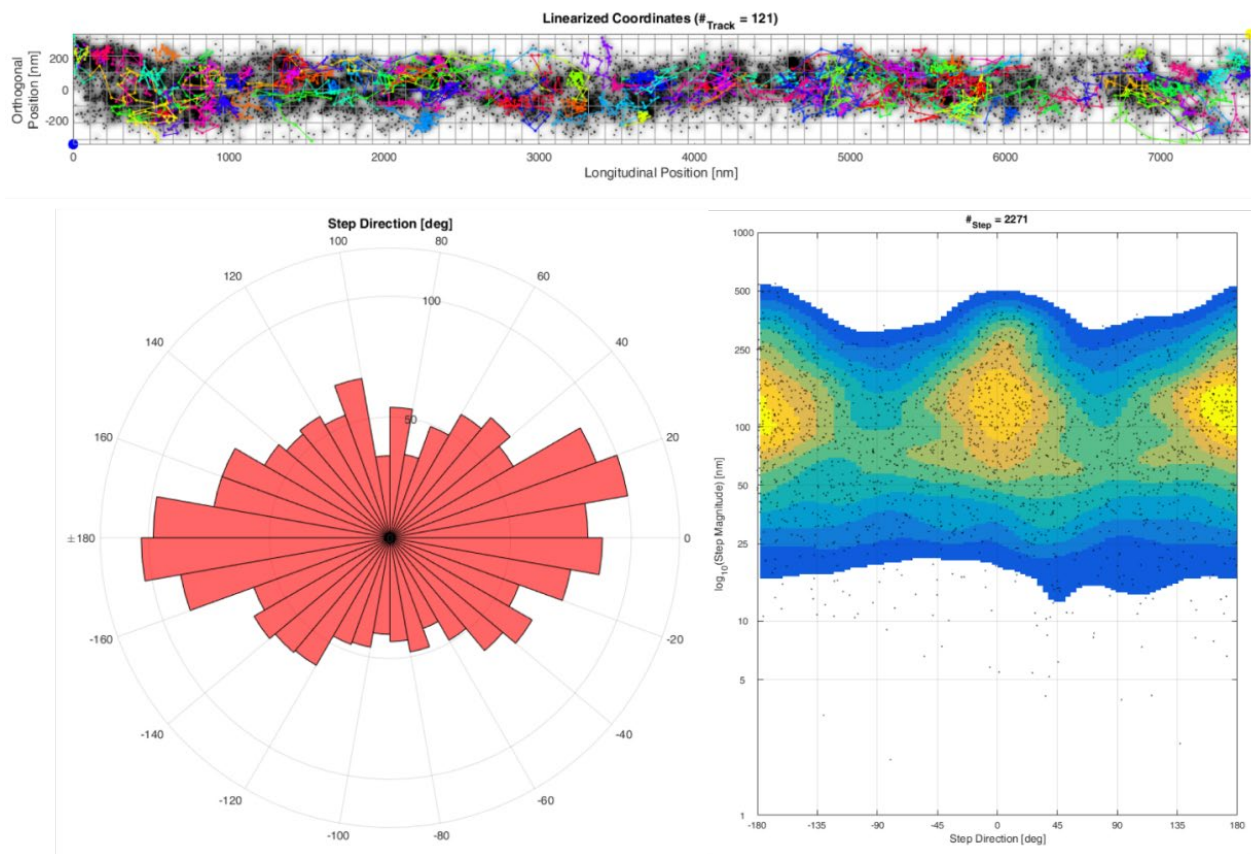 Linearized Coordinates (#Track = 121)
Orthogonal
Position [nm]
200
0
-200
0 1000 2000 3000 4000 5000 6000 7000
Longitudinal Position [nm]
Step Direction [deg]
100 80
120 60
100
140 40
50
160 20
±180 0
-160 -20
-140 -40
-120 -60
-100 -80
#Step = 2271
log10(Step Magnitude) [nm]
1000
500
250
100
50
25
10
5
1
-180 -135 -90 -45 0 45 90 135 180
Step Direction [deg]